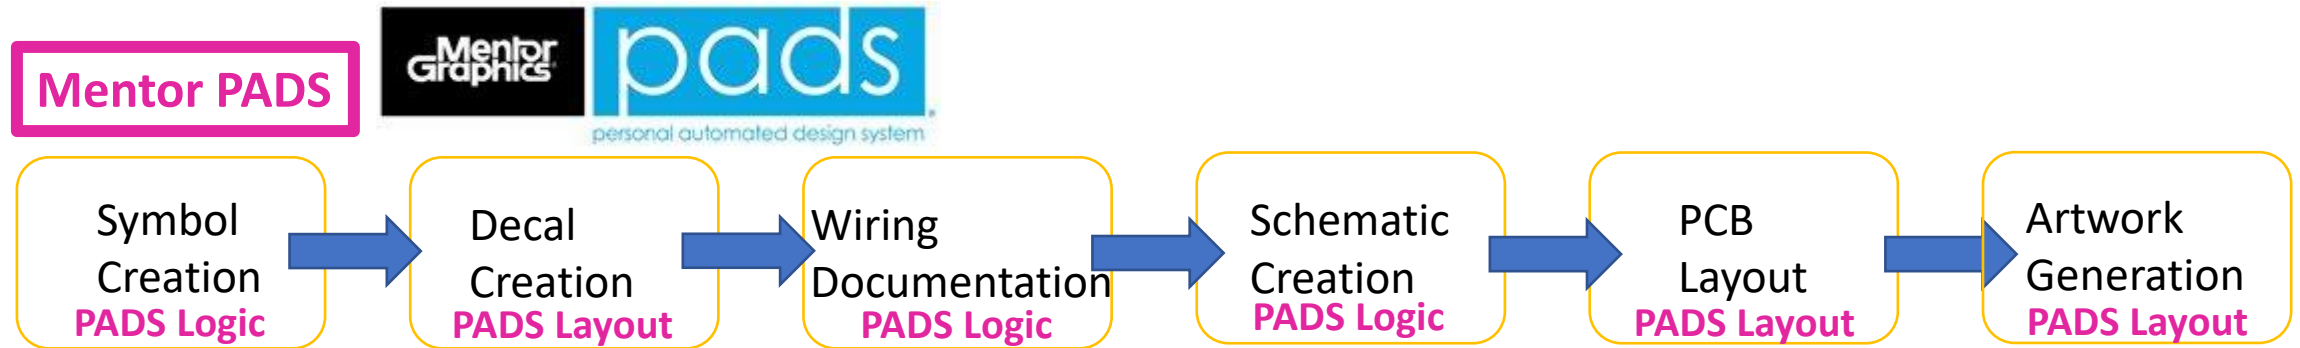 Mentor PADS
Mentor
Graphics
pads
personal automated design system
Symbol
Creation
PADS Logic
Decal
Creation
PADS Layout
Wiring
Documentation
PADS Logic
Schematic
Creation
PADS Logic
PCB
Layout
PADS Layout
Artwork
Generation
PADS Layout